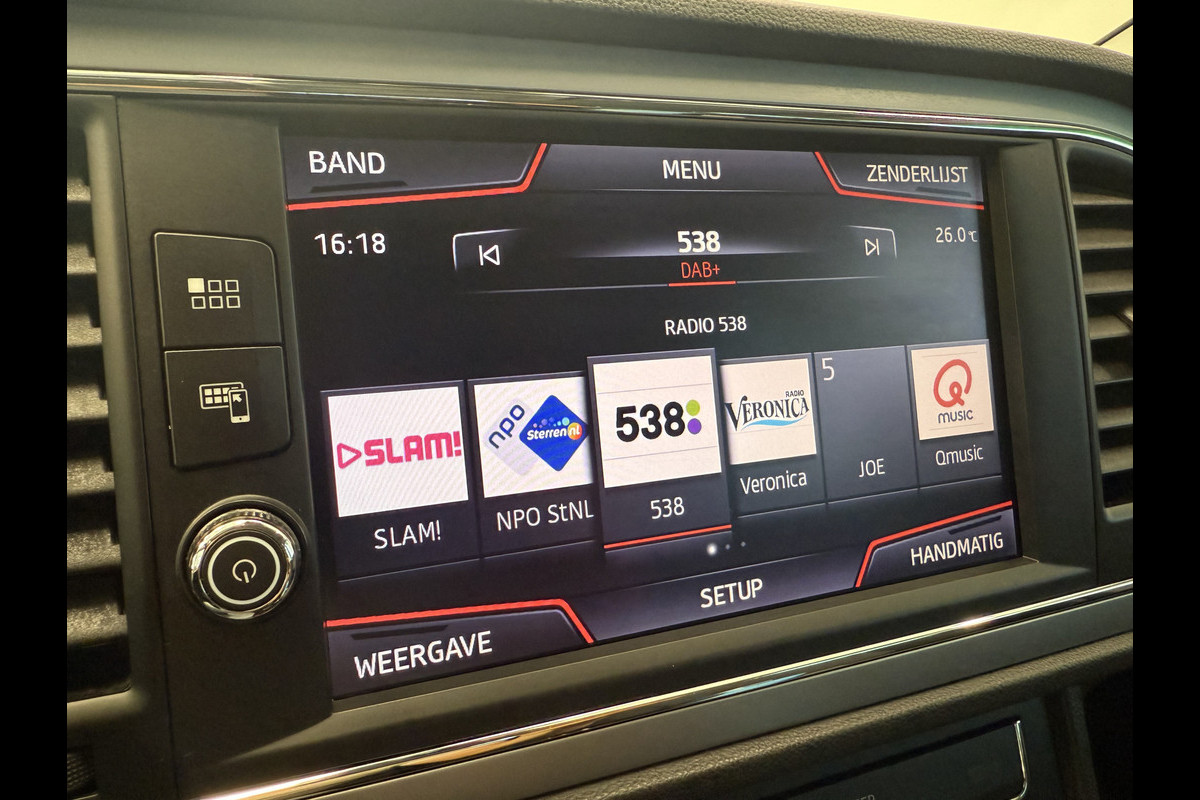 BAND
MENU
ZENDERLIJST
16:18
538
DAB+
26.0 °C
RADIO 538
SLAM!
npo
Sterren nl
538
RADIO
VERONICA
5
Q
MUSIC
SLAM!
NPO StNL
538
Veronica
JOE
Qmusic
WEERGAVE
SETUP
HANDMATIG